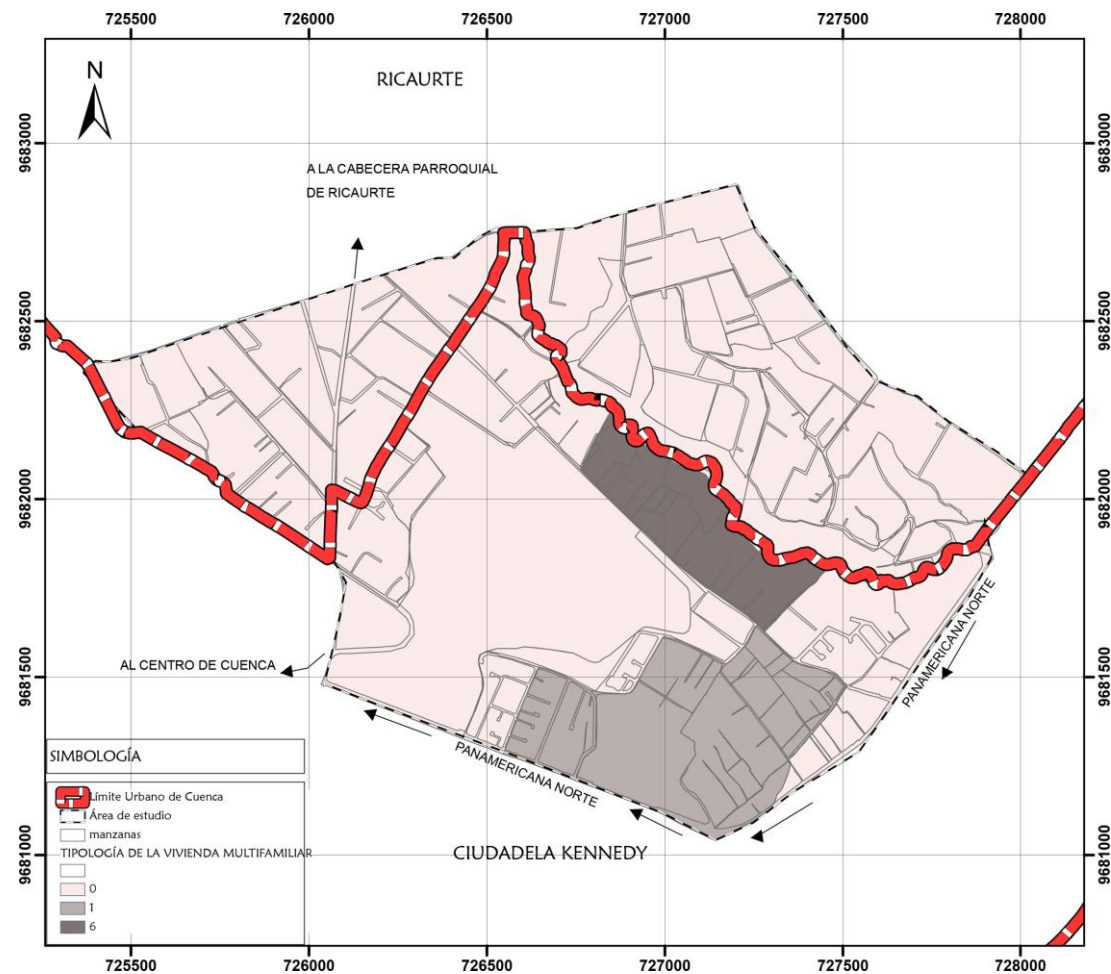 725500 726000 726500 727000 727500 728000
N
RICAURTE
9683000 9683000
A LA CABECERA PARROQUIAL
DE RICAURTE
9682500 9682500
9682000 9682000
AL CENTRO DE CUENCA
PANAMERICANA NORTE
9681500 9681500
PANAMERICANA NORTE
CIUDADELA KENNEDY
9681000 9681000
SIMBOLOGÍA
Límite Urbano de Cuenca
Área de estudio
manzanas
TIPOLOGÍA DE LA VIVIENDA MULTIFAMILIAR
0
1
6
725500 726000 726500 727000 727500 728000